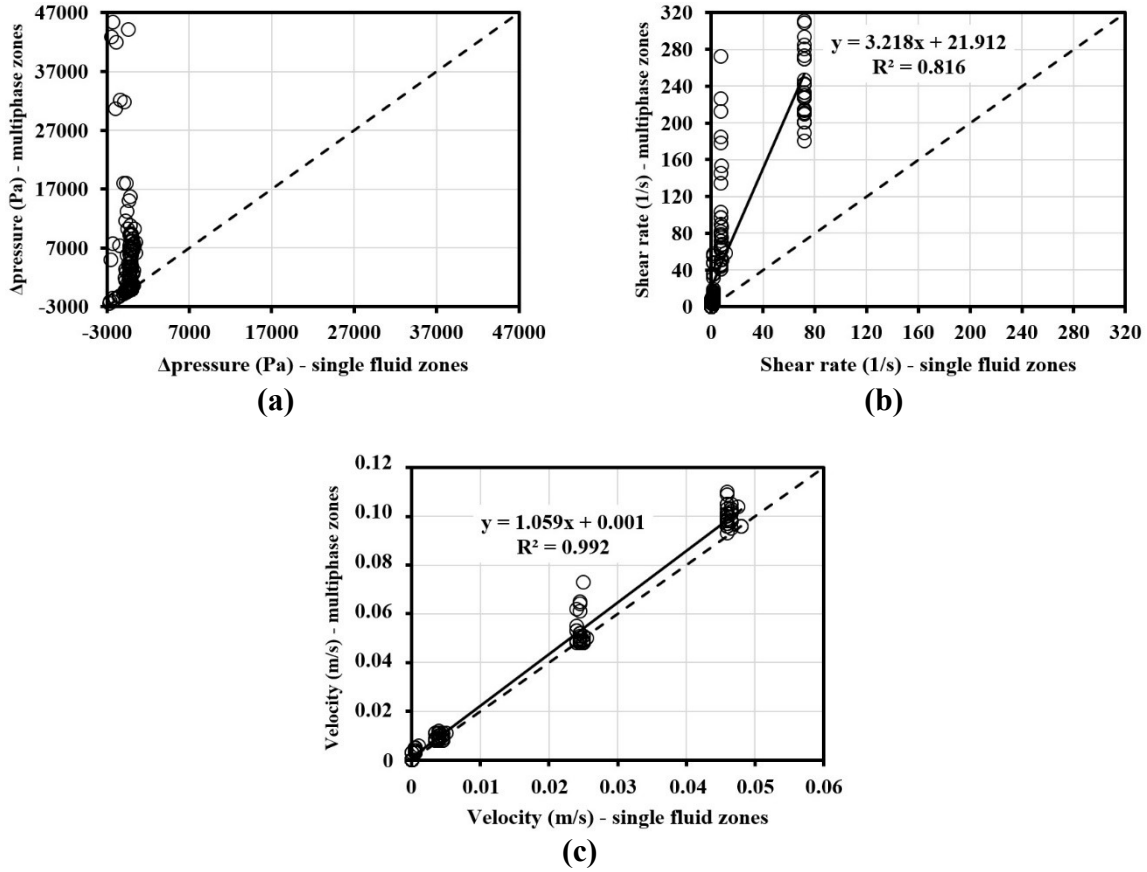 47000
37000
27000
17000
7000
-3000
-3000 7000 17000 27000 37000 47000
Δpressure (Pa) - multiphase zones
Δpressure (Pa) - single fluid zones
(a)
320
280
240
200
160
120
80
40
0
0 40 80 120 160 200 240 280 320
y = 3.218x + 21.912
R² = 0.816
Shear rate (1/s) - multiphase zones
Shear rate (1/s) - single fluid zones
(b)
0.12
0.10
0.08
0.06
0.04
0.02
0
0 0.01 0.02 0.03 0.04 0.05 0.06
y = 1.059x + 0.001
R² = 0.992
Velocity (m/s) - multiphase zones
Velocity (m/s) - single fluid zones
(c)